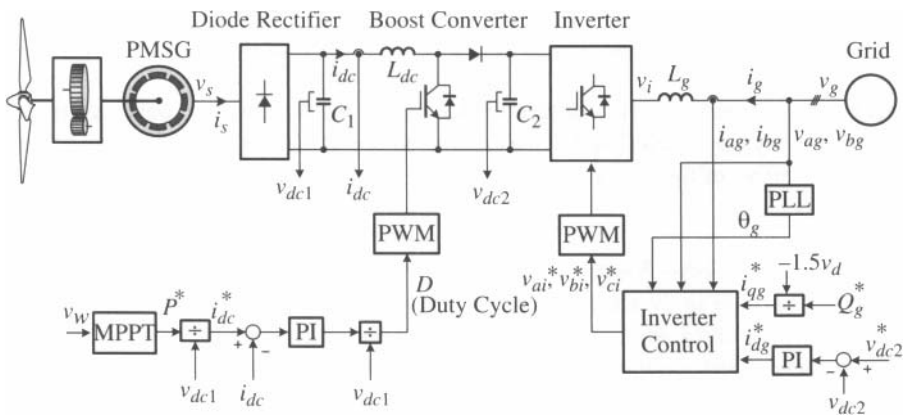 Diode Rectifier Boost Converter Inverter
PMSG
Grid
v_s
i_s
i_dc
L_dc
C_1
C_2
v_i
L_g
i_g
v_g
i_ag, i_bg
v_ag, v_bg
v_dc1
i_dc
v_dc2
PLL
θ_g
PWM
PWM
D
(Duty Cycle)
v_ai^* v_bi^*, v_ci^*
−1.5v_d
i_qg^*
÷
Q_g^*
Inverter
Control
i_dg^*
PI
v_dc2^*
−
+
v_dc2
v_w
MPPT
P^*
÷
i_dc^*
+
−
PI
÷
v_dc1
i_dc
v_dc1